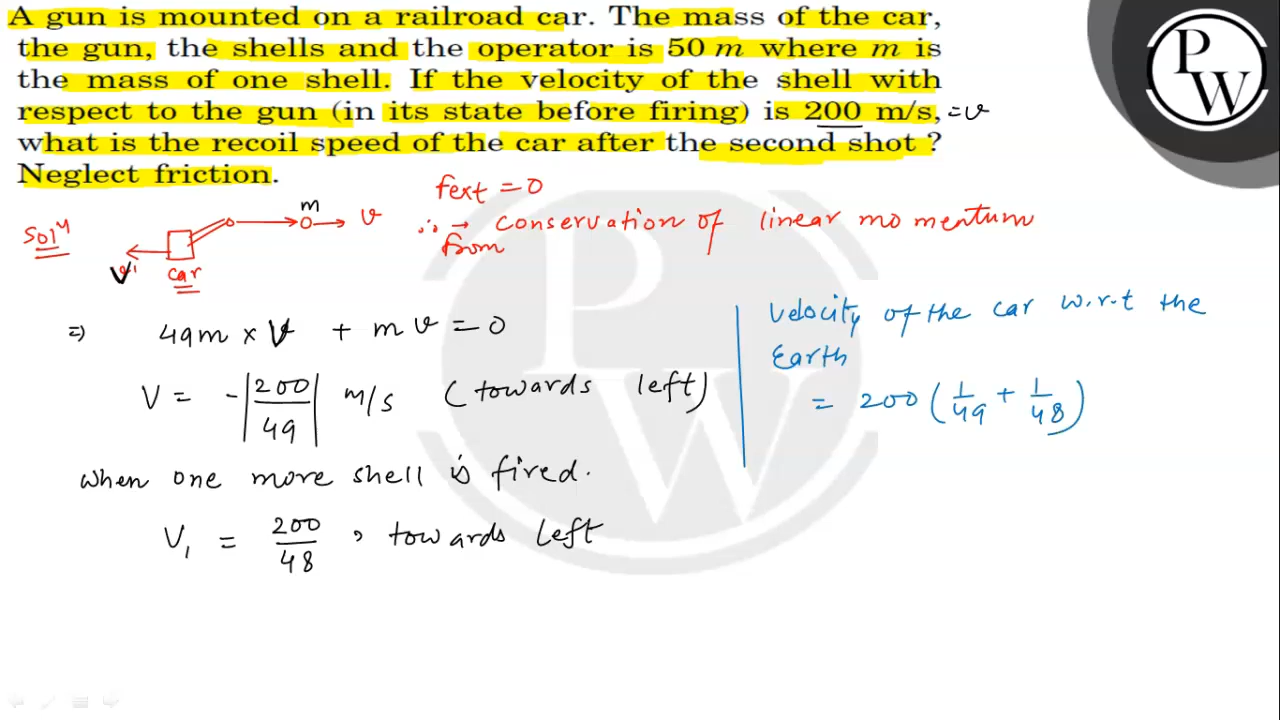 A gun is mounted on a railroad car. The mass of the car,
the gun, the shells and the operator is 50 m where m is
the mass of one shell. If the velocity of the shell with
respect to the gun (in its state before firing) is 200 m/s, = v
what is the recoil speed of the car after the second shot ?
Neglect friction.
PW
fext = 0
Solⁿ
m
v
∴ → conservation of linear momentum
from
V
car
⇒ 49m × V + m v = 0
V = -|200/49| m/s (towards left)
when one more shell is fired.
V₁ = 200/48 , towards left
velocity of the car w.r.t the
Earth
= 200 (1/49 + 1/48)